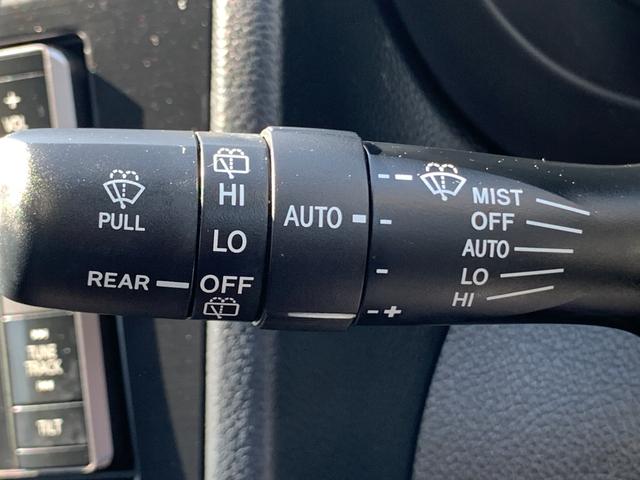 +
VOL
PULL
REAR
HI
LO
OFF
AUTO
-
-
-
-+
MIST
OFF
AUTO
LO
HI
TUNE
TRACK
TILT